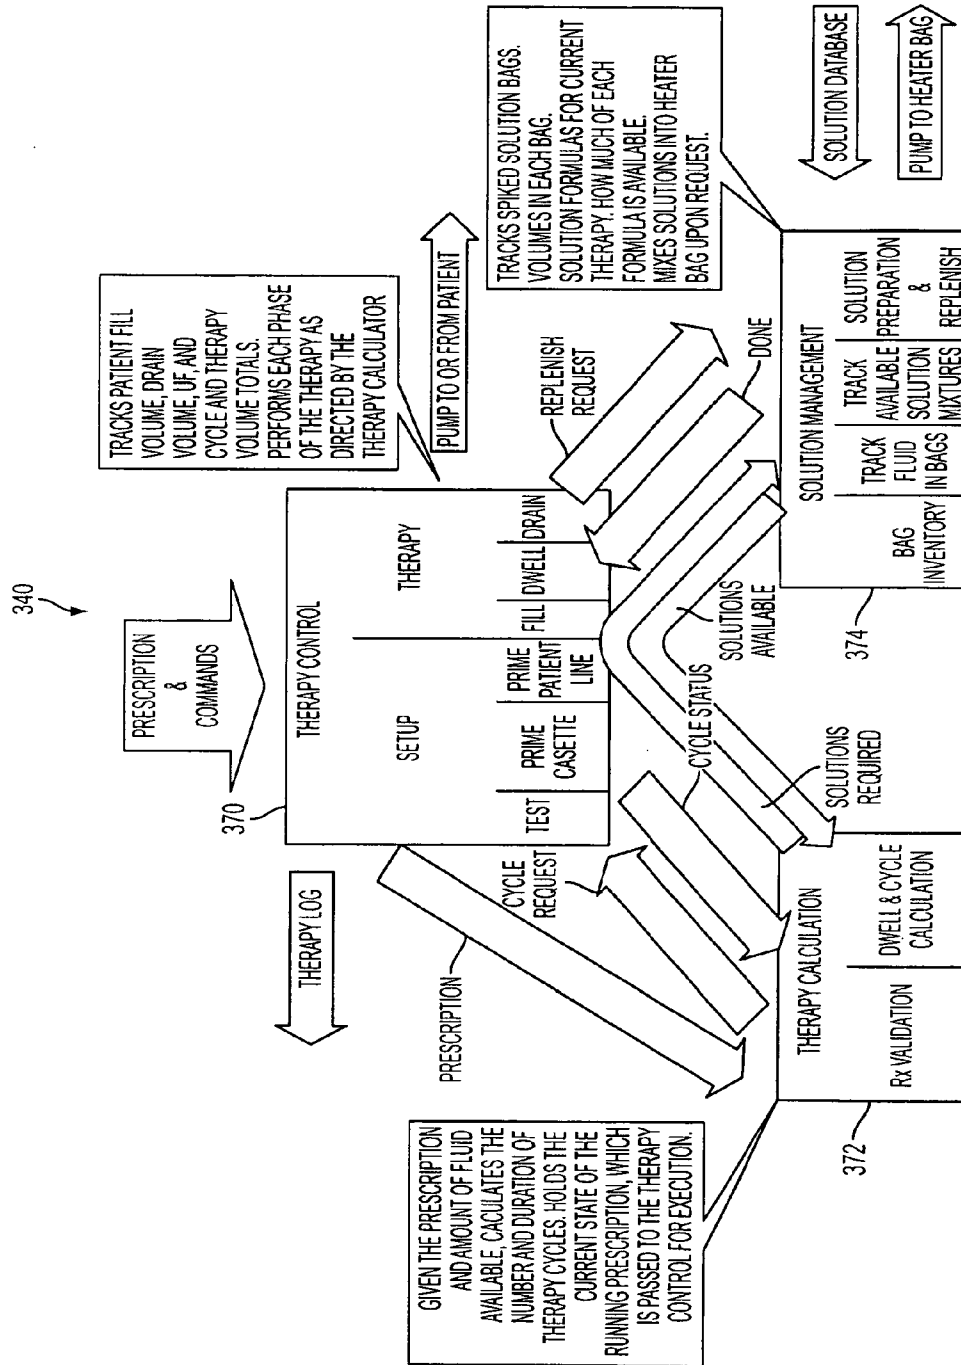 340
PRESCRIPTION
&
COMMANDS
370
THERAPY CONTROL
SETUP
THERAPY
TEST
PRIME
CASETTE
PRIME
PATIENT
LINE
FILL
DWELL
DRAIN
TRACKS PATIENT FILL
VOLUME, DRAIN
VOLUME, UF, AND
CYCLE AND THERAPY
VOLUME TOTALS.
PERFORMS EACH PHASE
OF THE THERAPY AS
DIRECTED BY THE
THERAPY CALCULATOR
THERAPY LOG
PUMP TO OR FROM PATIENT
PRESCRIPTION
CYCLE
REQUEST
CYCLE STATUS
SOLUTIONS
REQUIRED
SOLUTIONS
AVAILABLE
REPLENISH
REQUEST
DONE
GIVEN THE PRESCRIPTION
AND AMOUNT OF FLUID
AVAILABLE, CACULATES THE
NUMBER AND DURATION OF
THERAPY CYCLES. HOLDS THE
CURRENT STATE OF THE
RUNNING PRESCRIPTION, WHICH
IS PASSED TO THE THERAPY
CONTROL FOR EXECUTION.
372
THERAPY CALCULATION
Rx VALIDATION
DWELL & CYCLE
CALCULATION
TRACKS SPIKED SOLUTION BAGS.
VOLUMES IN EACH BAG.
SOLUTION FORMULAS FOR CURRENT
THERAPY. HOW MUCH OF EACH
FORMULA IS AVAILABLE.
MIXES SOLUTIONS INTO HEATER
BAG UPON REQUEST.
374
SOLUTION MANAGEMENT
BAG
INVENTORY
TRACK
FLUID
IN BAGS
TRACK
AVAILABLE
SOLUTION
MIXTURES
SOLUTION
PREPARATION
&
REPLENISH
SOLUTION DATABASE
PUMP TO HEATER BAG